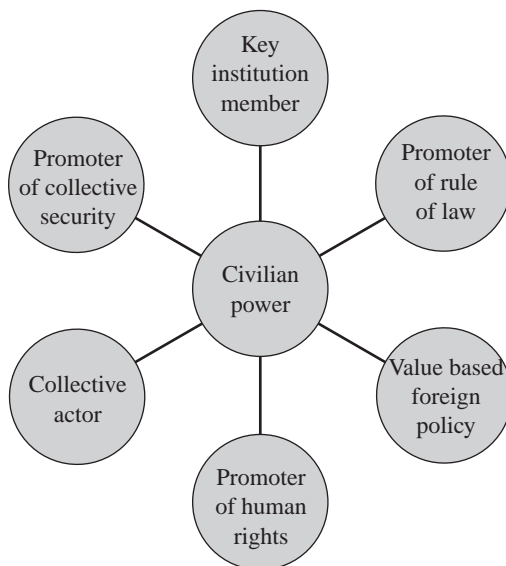 Key
institution
member
Promoter
of collective
security
Promoter
of rule
of law
Civilian
power
Collective
actor
Value based
foreign
policy
Promoter
of human
rights